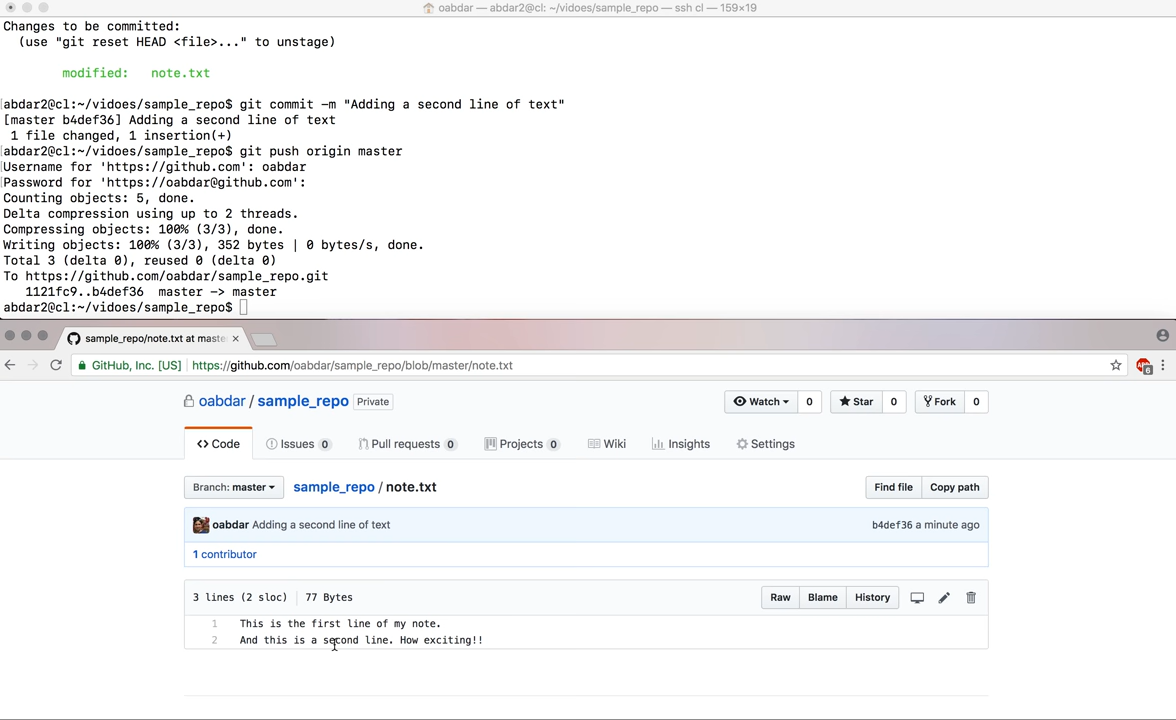 oabdar — abdar2@cl: ~/vidoes/sample_repo — ssh cl — 159×19
Changes to be committed:
(use "git reset HEAD <file>..." to unstage)
modified: note.txt
abdar2@cl:~/vidoes/sample_repo$ git commit -m "Adding a second line of text"
[master b4def36] Adding a second line of text
1 file changed, 1 insertion(+)
abdar2@cl:~/vidoes/sample_repo$ git push origin master
Username for 'https://github.com': oabdar
Password for 'https://oabdar@github.com':
Counting objects: 5, done.
Delta compression using up to 2 threads.
Compressing objects: 100% (3/3), done.
Writing objects: 100% (3/3), 352 bytes | 0 bytes/s, done.
Total 3 (delta 0), reused 0 (delta 0)
To https://github.com/oabdar/sample_repo.git
1121fc9..b4def36 master -> master
abdar2@cl:~/vidoes/sample_repo$
sample_repo/note.txt at maste
GitHub, Inc. [US] https://github.com/oabdar/sample_repo/blob/master/note.txt
6
oabdar / sample_repo Private Watch 0 Star 0 Fork 0
Code Issues 0 Pull requests 0 Projects 0 Wiki Insights Settings
Branch: master sample_repo / note.txt Find file Copy path
oabdar Adding a second line of text b4def36 a minute ago
1 contributor
3 lines (2 sloc) 77 Bytes Raw Blame History
1 This is the first line of my note.
2 And this is a second line. How exciting!!